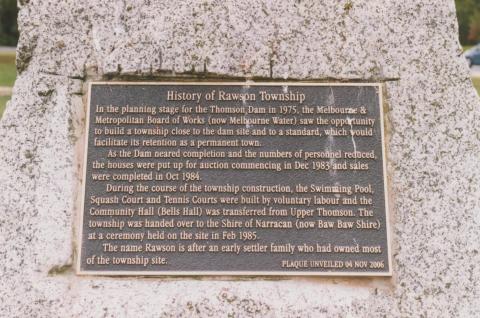 History of Rawson Township
In the planning stage for the Thomson Dam in 1975, the Melbourne &
Metropolitan Board of Works (now Melbourne Water) saw the opportunity
to build a township close to the dam site and to a standard, which would
facilitate its retention as a permanent town.
As the Dam neared completion and the numbers of personnel reduced,
the houses were put up for auction commencing in Dec 1983 and sales
were completed in Oct 1984.
During the course of the township construction, the Swimming Pool,
Squash Court and Tennis Courts were built by voluntary labour and the
Community Hall (Bells Hall) was transferred from Upper Thomson. The
township was handed over to the Shire of Narracan (now Baw Baw Shire)
at a ceremony held on the site in Feb 1985.
The name Rawson is after an early settler family who had owned most
of the township site.
PLAQUE UNVEILED 04 NOV 2006